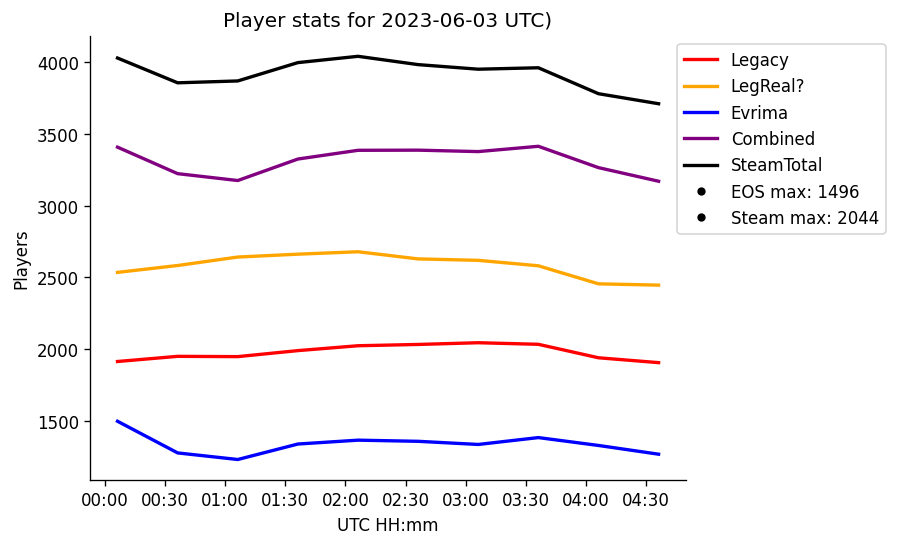 Player stats for 2023-06-03 UTC)
Players
4000
3500
3000
2500
2000
1500
00:00 00:30 01:00 01:30 02:00 02:30 03:00 03:30 04:00 04:30
UTC HH:mm
Legacy
LegReal?
Evrima
Combined
SteamTotal
EOS max: 1496
Steam max: 2044